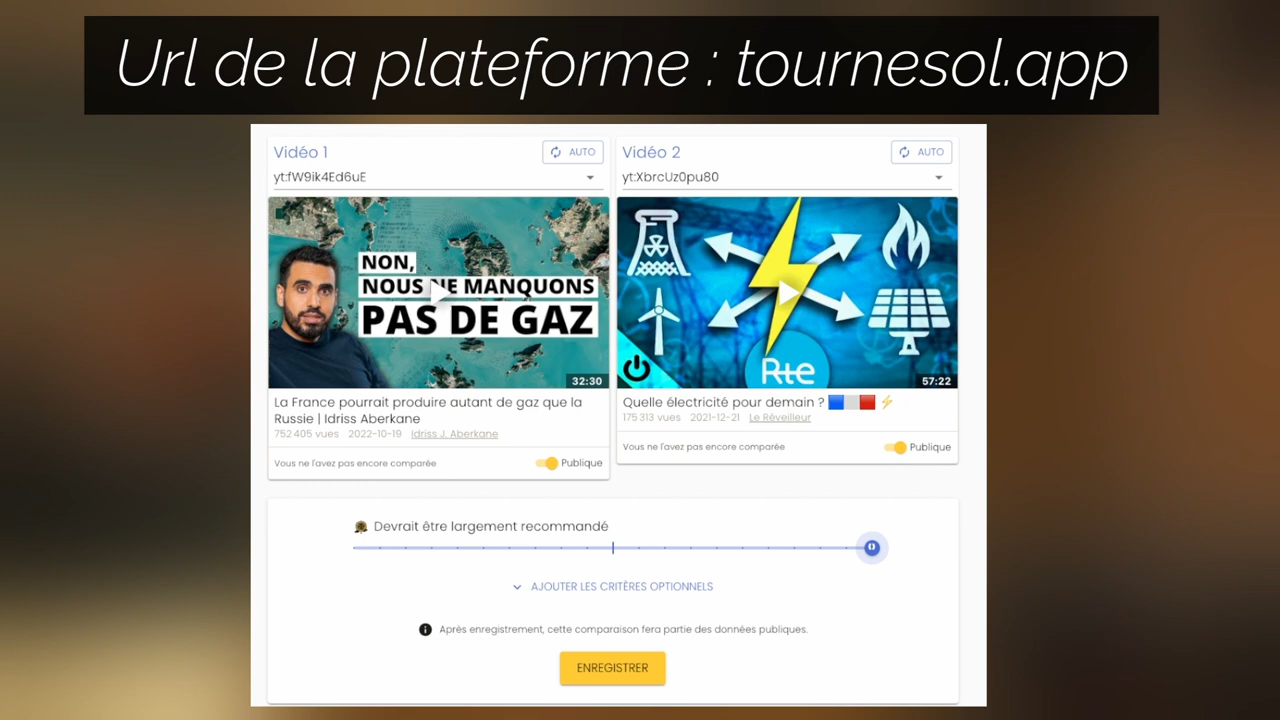 Url de la plateforme : tournesol.app
Vidéo 1
AUTO
yt:fW9ik4Ed6uE
NON,
NOUS NE MANQUONS
PAS DE GAZ
32:30
La France pourrait produire autant de gaz que la
Russie | Idriss Aberkane
752 405 vues 2022-10-19 Idriss J. Aberkane
Vous ne l'avez pas encore comparée
Publique
Vidéo 2
AUTO
yt:XbrcUz0pu80
Rte
57:22
Quelle électricité pour demain ?
175 313 vues 2021-12-21 Le Réveilleur
Vous ne l'avez pas encore comparée
Publique
Devrait être largement recommandé
AJOUTER LES CRITÈRES OPTIONNELS
Après enregistrement, cette comparaison fera partie des données publiques.
ENREGISTRER